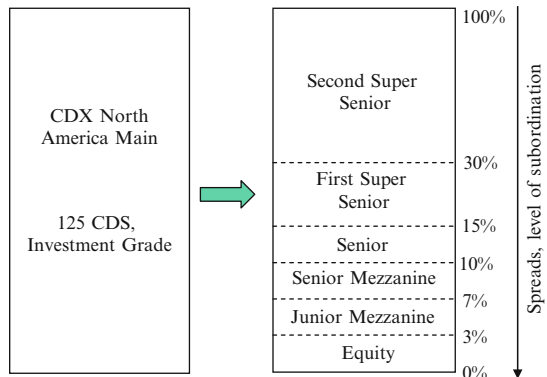 CDX North
America Main
125 CDS,
Investment Grade
100%
Second Super
Senior
30%
First Super
Senior
15%
Senior
10%
Senior Mezzanine
7%
Junior Mezzanine
3%
Equity
0%
Spreads, level of subordination